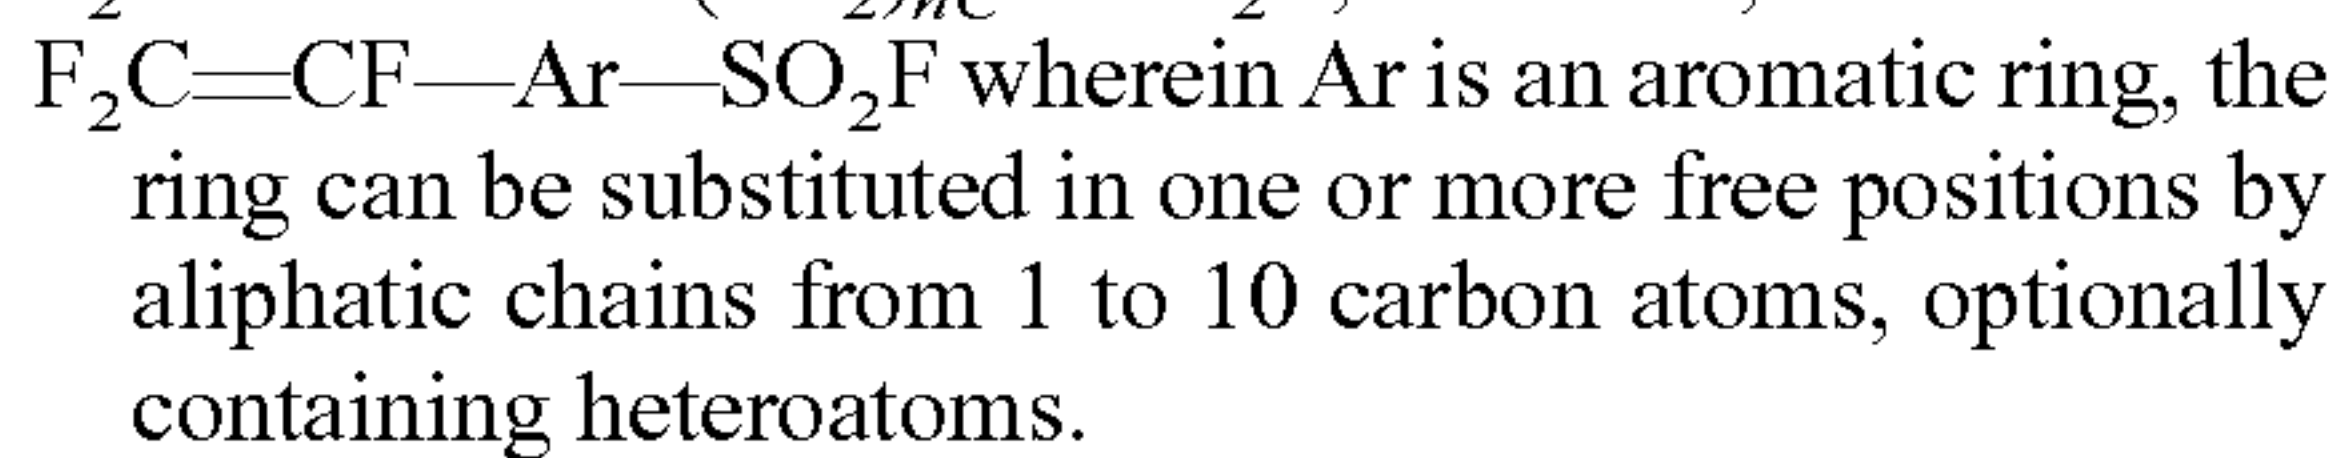 F₂C=CF—Ar—SO₂F wherein Ar is an aromatic ring, the
ring can be substituted in one or more free positions by
aliphatic chains from 1 to 10 carbon atoms, optionally
containing heteroatoms.